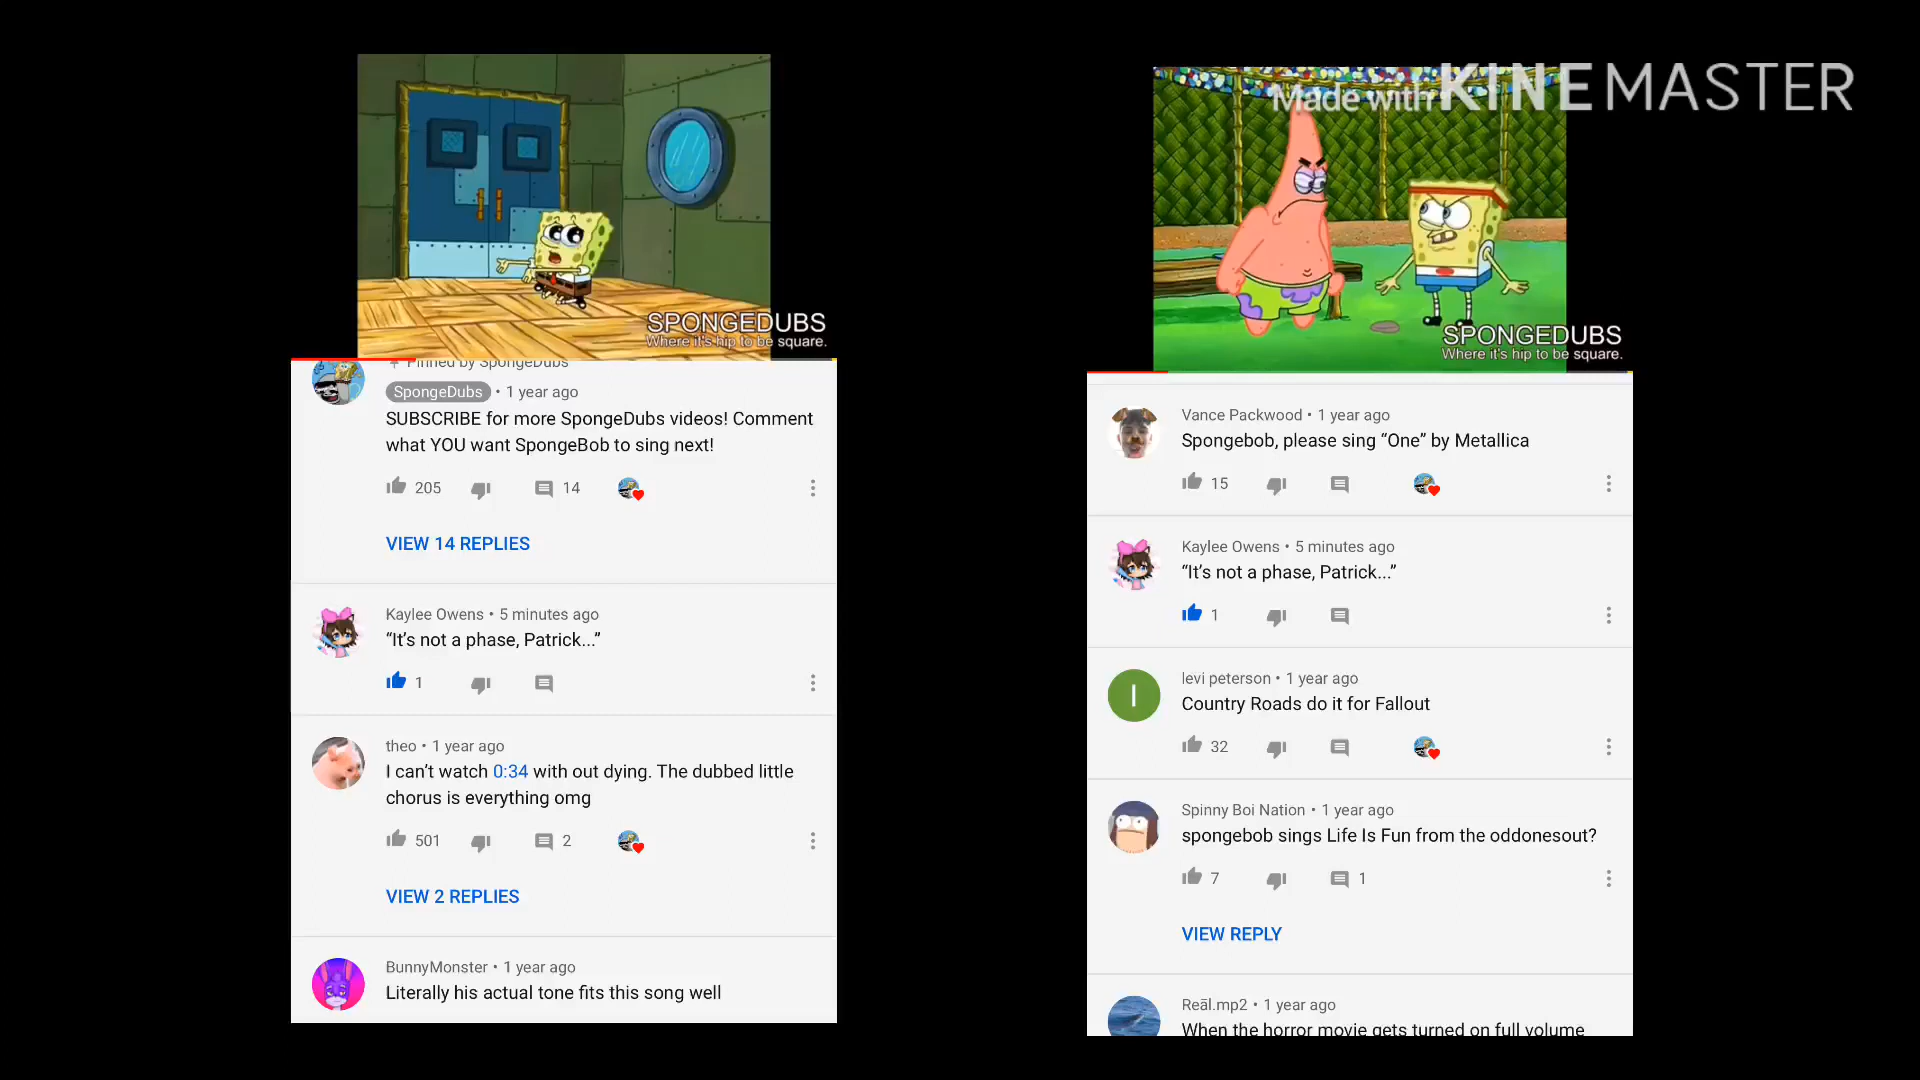 SPONGEDUBS
Where it's hip to be square.
Pinned by SpongeDubs
SpongeDubs • 1 year ago
SUBSCRIBE for more SpongeDubs videos! Comment
what YOU want SpongeBob to sing next!
205 14
VIEW 14 REPLIES
Kaylee Owens • 5 minutes ago
“It’s not a phase, Patrick...”
1
theo • 1 year ago
I can’t watch 0:34 with out dying. The dubbed little
chorus is everything omg
501 2
VIEW 2 REPLIES
BunnyMonster • 1 year ago
Literally his actual tone fits this song well
Made with KINEMASTER
SPONGEDUBS
Where it's hip to be square.
Vance Packwood • 1 year ago
Spongebob, please sing “One” by Metallica
15
Kaylee Owens • 5 minutes ago
“It’s not a phase, Patrick...”
1
I
levi peterson • 1 year ago
Country Roads do it for Fallout
32
Spinny Boi Nation • 1 year ago
spongebob sings Life Is Fun from the oddonesout?
7 1
VIEW REPLY
Reāl.mp2 • 1 year ago
When the horror movie gets turned on full volume